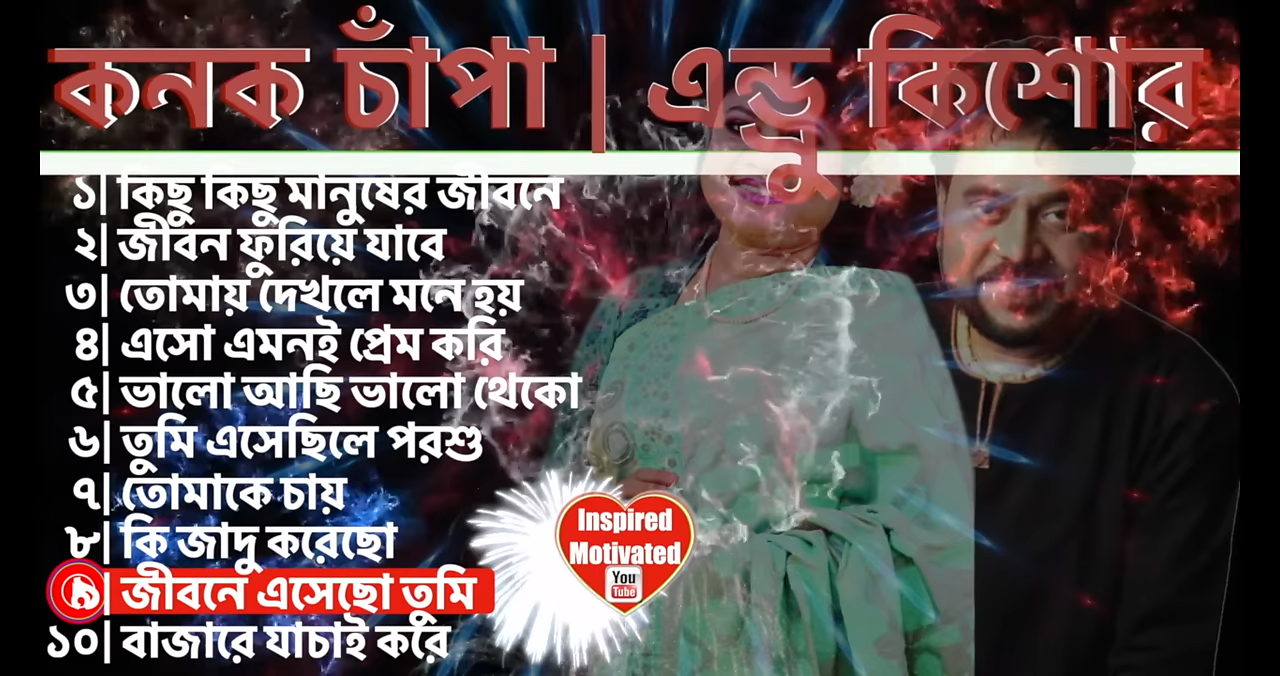 কনক চাঁপা | এন্ড্রু কিশোর
১| কিছু কিছু মানুষের জীবনে
২| জীবন ফুরিয়ে যাবে
৩| তোমায় দেখলে মনে হয়
৪| এসো এমনই প্রেম করি
৫| ভালো আছি ভালো থেকো
৬| তুমি এসেছিলে পরশু
৭| তোমাকে চায়
৮| কি জাদু করেছো
৯| জীবনে এসেছো তুমি
১০| বাজারে যাচাই করে
Inspired
Motivated
You
Tube